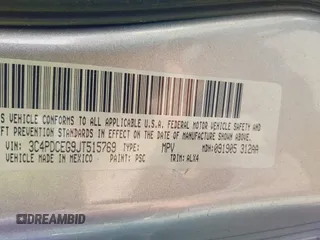 S VEHICLE CONFORMS TO ALL APPLICABLE U.S.A. FEDERAL MOTOR VEHICLE SAFETY AND
FT PREVENTION STANDARDS IN EFFECT ON THE DATE OF MANUFACTURE SHOWN ABOVE.
VIN: 3C4PDCEG9JT515769 TYPE: MPV MDH: 091905 312AA
VEHICLE MADE IN MEXICO PAINT: PSC TRIM: ALX4
DREAMBID